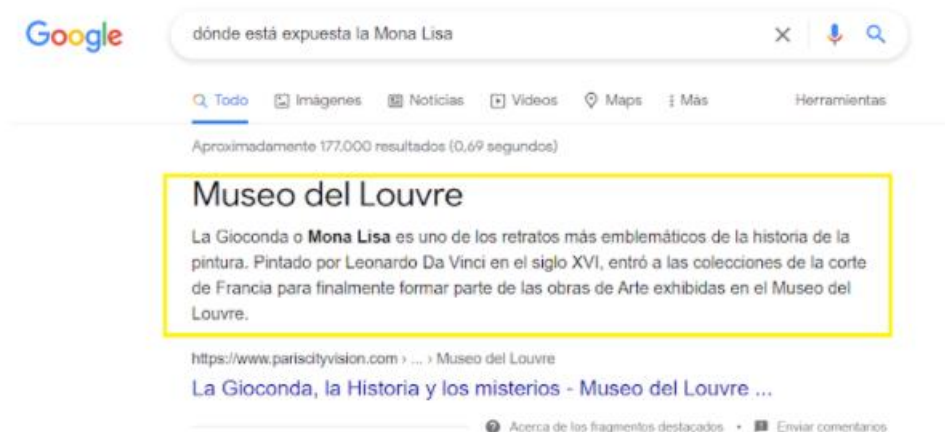 Google
dónde está expuesta la Mona Lisa
Todo Imágenes Noticias Vídeos Maps Más Herramientas
Aproximadamente 177.000 resultados (0,69 segundos)
Museo del Louvre
La Gioconda o Mona Lisa es uno de los retratos más emblemáticos de la historia de la
pintura. Pintado por Leonardo Da Vinci en el siglo XVI, entró a las colecciones de la corte
de Francia para finalmente formar parte de las obras de Arte exhibidas en el Museo del
Louvre.
https://www.pariscityvision.com › ... › Museo del Louvre
La Gioconda, la Historia y los misterios - Museo del Louvre ...
Acerca de los fragmentos destacados • Enviar comentarios